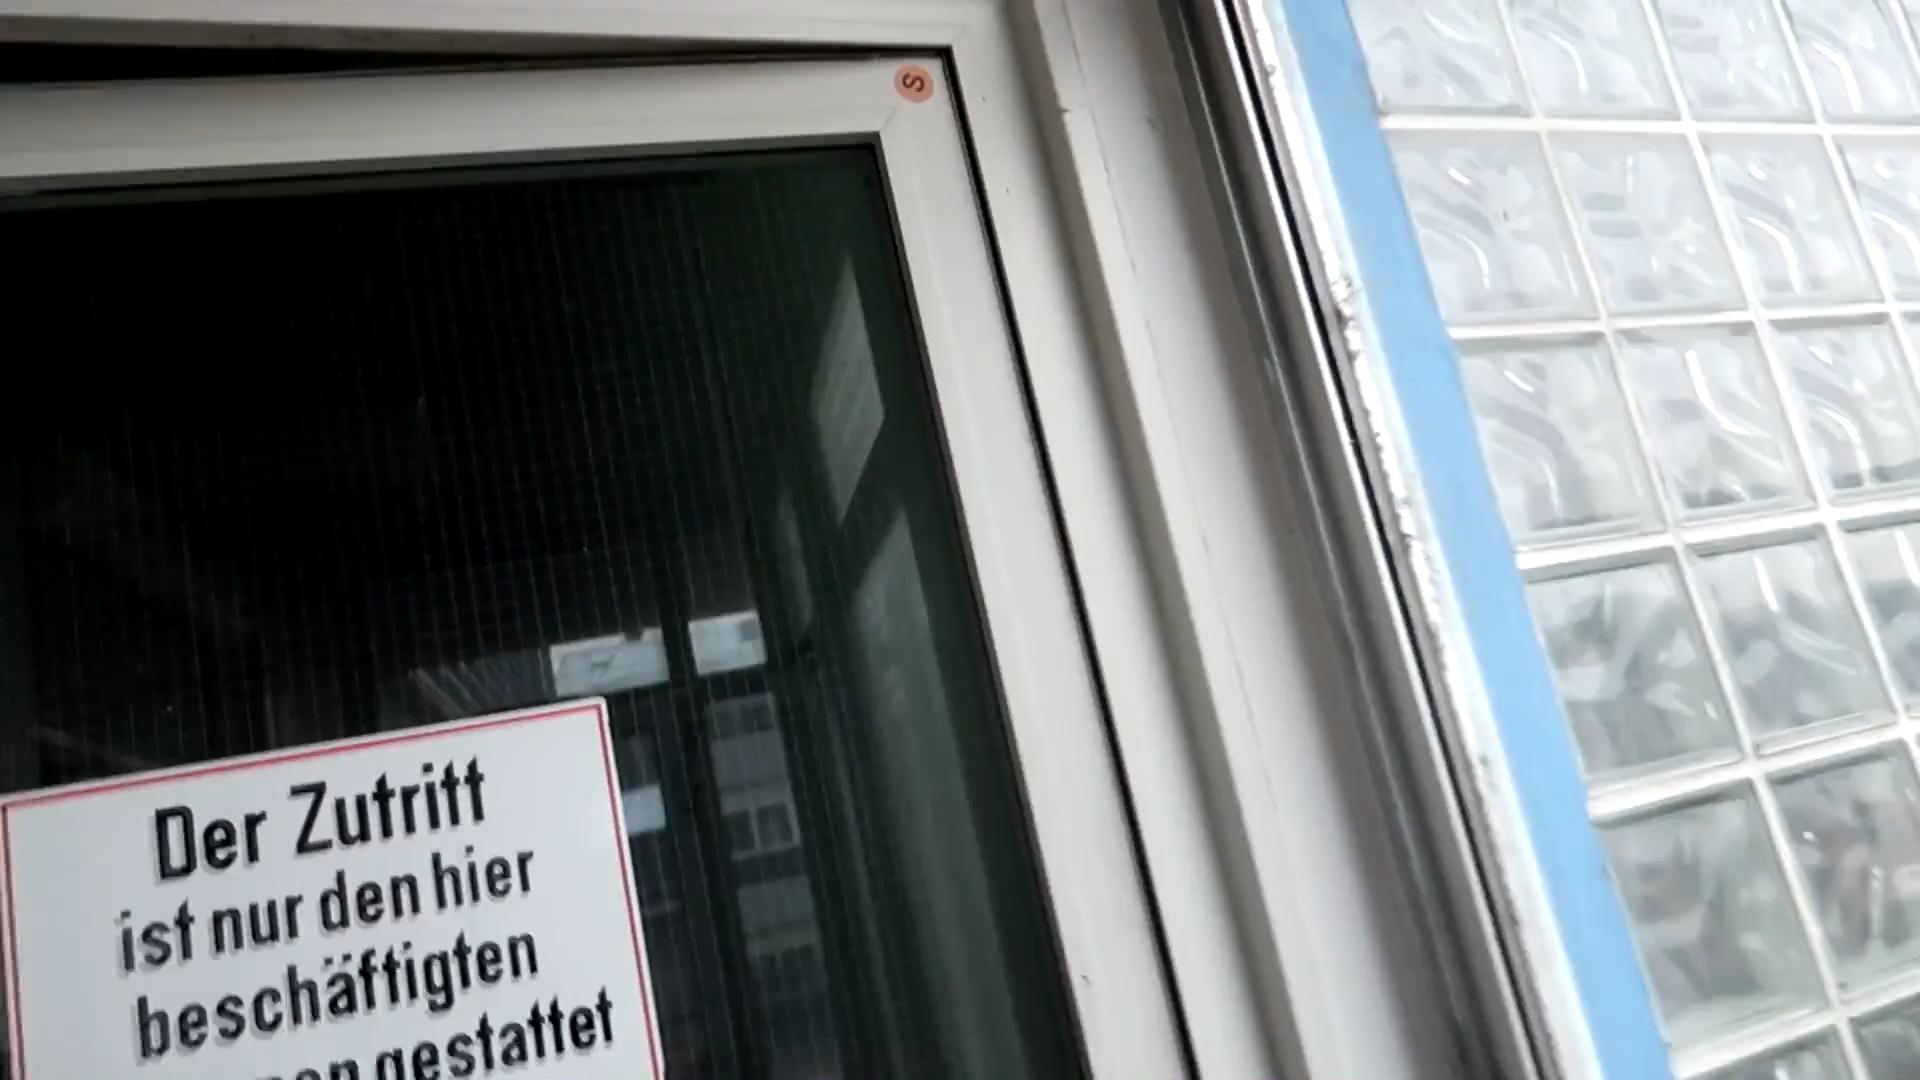 S
Der Zutritt
ist nur den hier
beschäftigten
gestattet